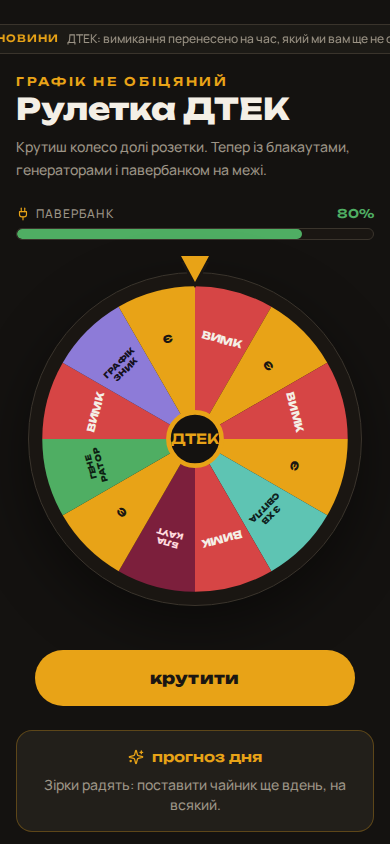 НОВИНИ ДТЕК: вимикання перенесено на час, який ми вам ще не
ГРАФІК НЕ ОБІЦЯНИЙ
Рулетка ДТЕК
Крутиш колесо долі розетки. Тепер із блакаутами,
генераторами і павербанком на межі.
ПАВЕРБАНК 80%
Є
ВИМК
Є
ВИМК
Є
3 ХВ
СВІТЛА
ВИМК
БЛА
КАУТ
Є
ГЕНЕ
РАТОР
ВИМК
ГРАФІК
ЗНИК
ДТЕК
крутити
прогноз дня
Зірки радять: поставити чайник ще вдень, на
всякий.